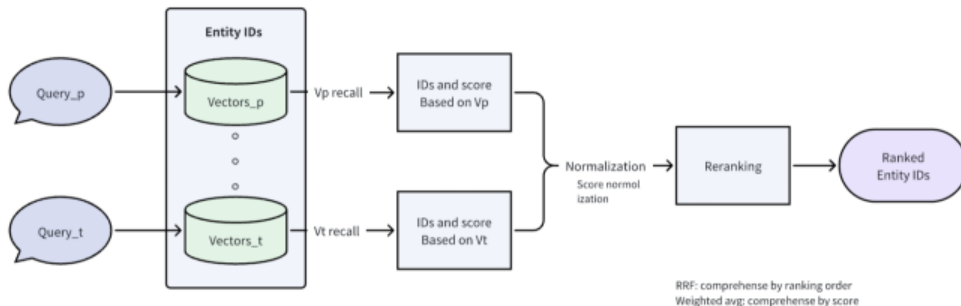 Entity IDs
Query_p
Vectors_p
Vp recall
IDs and score
Based on Vp
Normalization
Score normol
ization
Reranking
Ranked
Entity IDs
Query_t
Vectors_t
Vt recall
IDs and score
Based on Vt
RRF: comprehense by ranking order
Weighted avg: comprehense by score